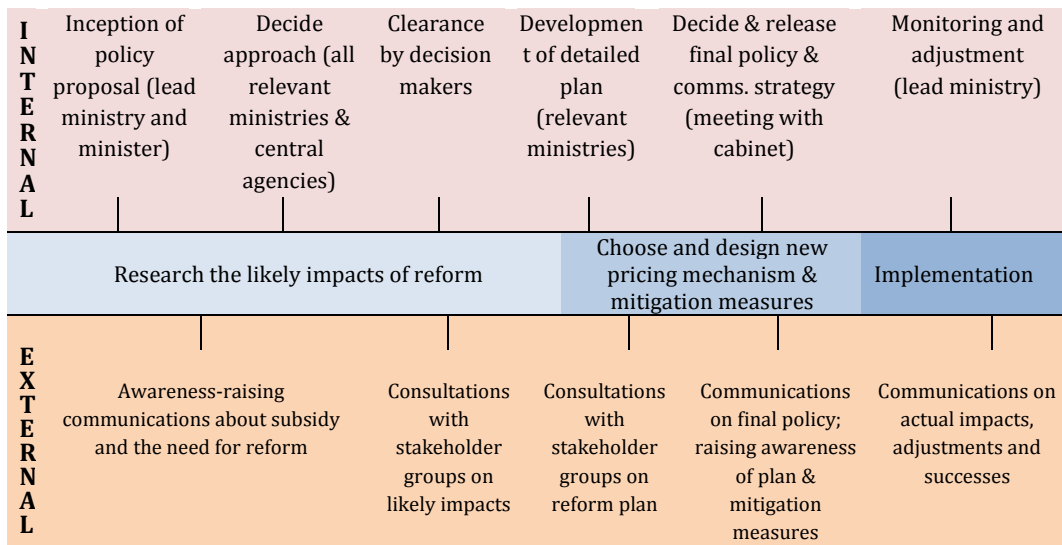 INTERNAL
Inception of
policy
proposal (lead
ministry and
minister)
Decide
approach (all
relevant
ministries &
central
agencies)
Clearance
by decision
makers
Developmen
t of detailed
plan
(relevant
ministries)
Decide & release
final policy &
comms. strategy
(meeting with
cabinet)
Monitoring and
adjustment
(lead ministry)
Research the likely impacts of reform
Choose and design new
pricing mechanism &
mitigation measures
Implementation
EXTERNAL
Awareness-raising
communications about subsidy
and the need for reform
Consultations
with
stakeholder
groups on
likely impacts
Consultations
with
stakeholder
groups on
reform plan
Communications
on final policy;
raising awareness
of plan &
mitigation
measures
Communications on
actual impacts,
adjustments and
successes